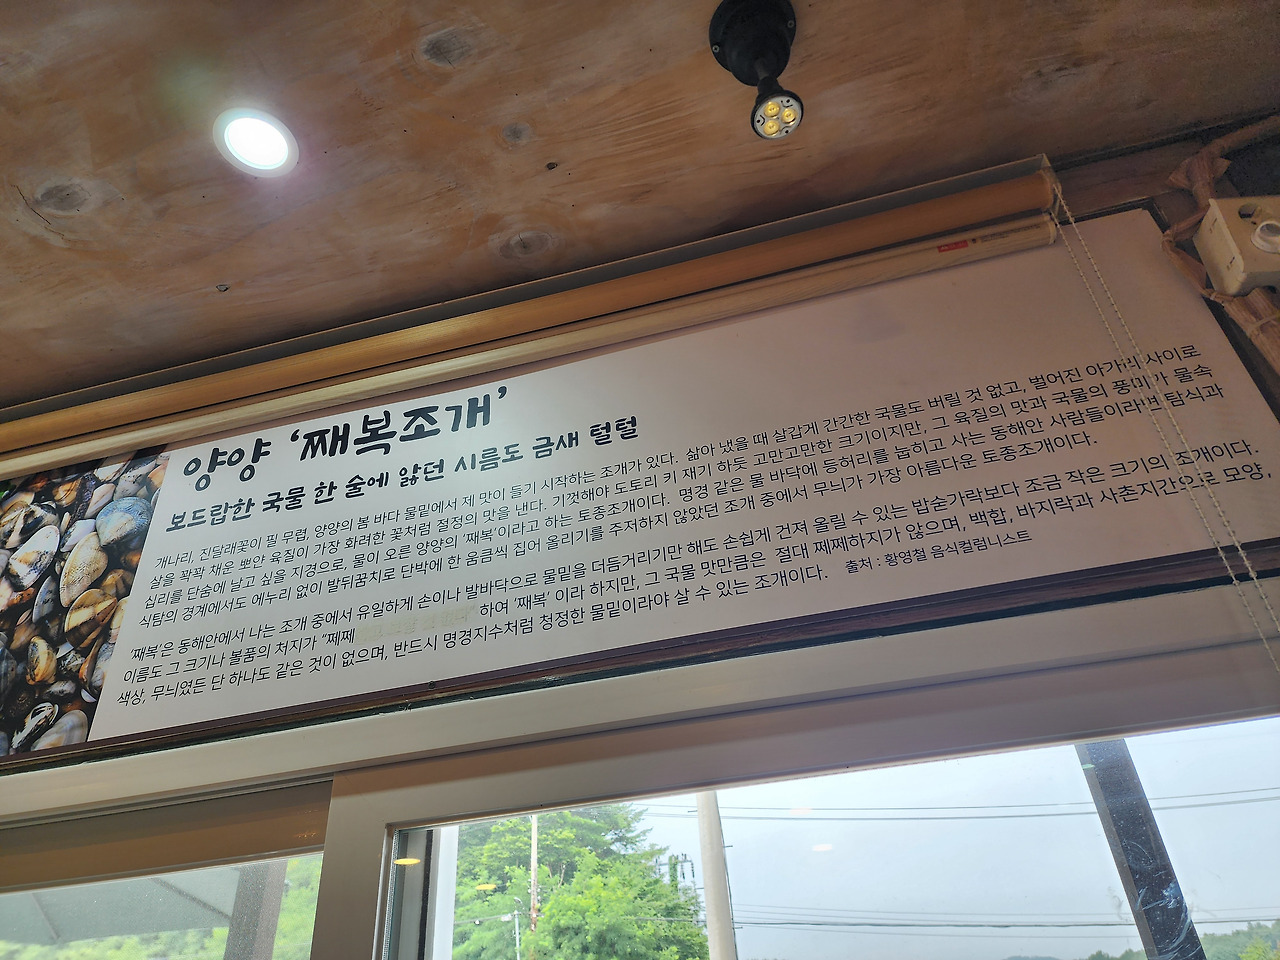 양양 ‘째복조개’
보드랍한 국물 한 술에 앓던 시름도 금새 털털
개나리, 진달래꽃이 필 무렵, 양양의 봄 바다 물밑에서 제 맛이 들기 시작하는 조개가 있다. 삶아 냈을 때 살갑게 간간한 국물도 버릴 것 없고, 벌어진 아가리 사이로
살을 꽉꽉 채운 뽀얀 육질이 가장 화려한 꽃처럼 절정의 맛을 낸다. 기껏해야 도토리 키 재기 하듯 고만고만한 크기이지만, 그 육질의 맛과 국물의 풍미가 물속
십리를 단숨에 날고 싶을 지경으로, 물이 오른 양양의 ‘째복’이라고 하는 토종조개이다. 명경 같은 물 바닥에 등허리를 눕히고 사는 동해안 사람들이라면 탐식과
식탐의 경계에서도 에누리 없이 발뒤꿈치로 단박에 한 움큼씩 집어 올리기를 주저하지 않았던 조개 중에서 무늬가 가장 아름다운 토종조개이다.
‘째복’은 동해안에서 나는 조개 중에서 유일하게 손이나 발바닥으로 물밑을 더듬거리기만 해도 손쉽게 건져 올릴 수 있는 밥숟가락보다 조금 작은 크기의 조개이다.
이름도 그 크기나 볼품의 처지가 “쩨쩨 하여 ‘째복’ 이라 하지만, 그 국물 맛만큼은 절대 쩨쩨하지가 않으며, 백합, 바지락과 사촌지간으로 모양,
색상, 무늬였든 단 하나도 같은 것이 없으며, 반드시 명경지수처럼 청정한 물밑이라야 살 수 있는 조개이다. 출처 : 황영철 음식컬럼니스트